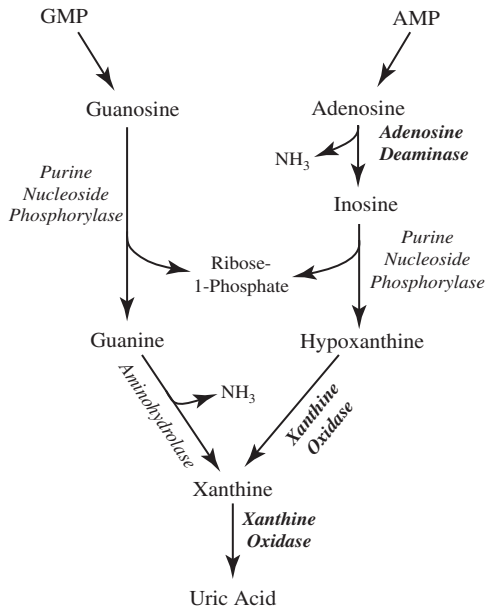 GMP
AMP
Guanosine
Adenosine
Adenosine
Deaminase
NH3
Inosine
Purine
Nucleoside
Phosphorylase
Purine
Nucleoside
Phosphorylase
Ribose-
1-Phosphate
Guanine
Hypoxanthine
Aminohydrolase
NH3
Xanthine
Oxidase
Xanthine
Xanthine
Oxidase
Uric Acid